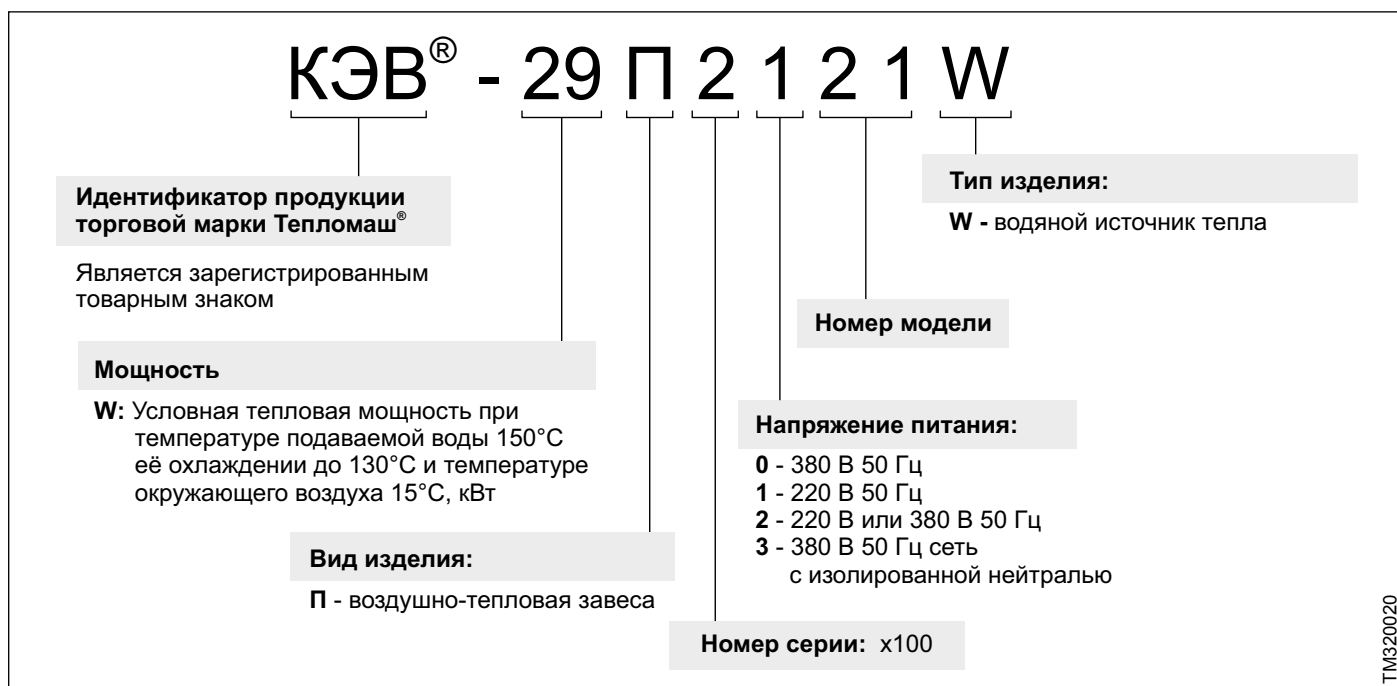 КЭВ® - 29 П 2 1 2 1 W
Идентификатор продукции
торговой марки Тепломаш®
Является зарегистрированным
товарным знаком
Мощность
W: Условная тепловая мощность при
температуре подаваемой воды 150°С
её охлаждении до 130°С и температуре
окружающего воздуха 15°С, кВт
Вид изделия:
П - воздушно-тепловая завеса
Номер серии: х100
Напряжение питания:
0 - 380 В 50 Гц
1 - 220 В 50 Гц
2 - 220 В или 380 В 50 Гц
3 - 380 В 50 Гц сеть
с изолированной нейтралью
Номер модели
Тип изделия:
W - водяной источник тепла
TM320020